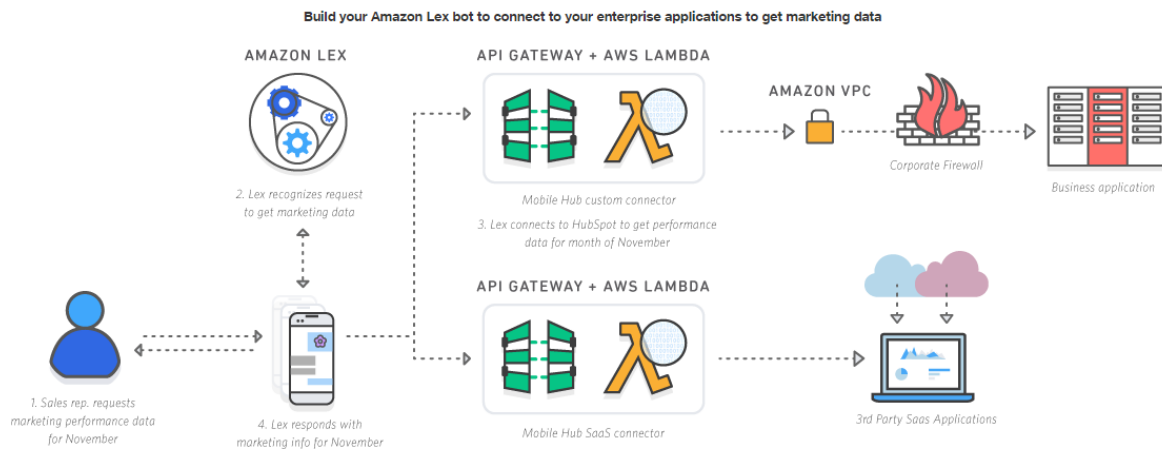 Build your Amazon Lex bot to connect to your enterprise applications to get marketing data
AMAZON LEX
2. Lex recognizes request
to get marketing data
API GATEWAY + AWS LAMBDA
Mobile Hub custom connector
3. Lex connects to HubSpot to get performance
data for month of November
AMAZON VPC
Corporate Firewall
Business application
1. Sales rep. requests
marketing performance data
for November
4. Lex responds with
marketing info for November
API GATEWAY + AWS LAMBDA
Mobile Hub SaaS connector
3rd Party Saas Applications